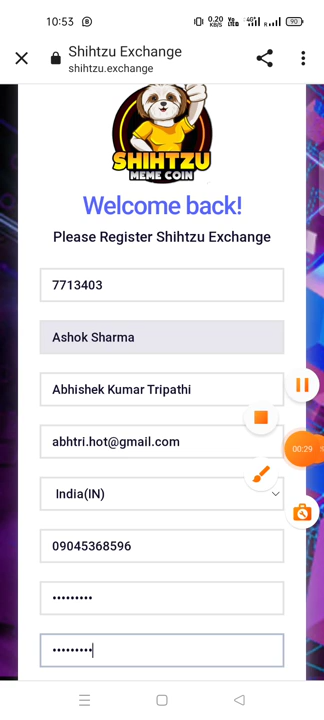 10:53
0.20
KB/S
90
Shihtzu Exchange
shihtzu.exchange
SHIHTZU
MEME COIN
Welcome back!
Please Register Shihtzu Exchange
7713403
Ashok Sharma
Abhishek Kumar Tripathi
abhtri.hot@gmail.com
India(IN)
00:29
09045368596
•••••••••
•••••••••